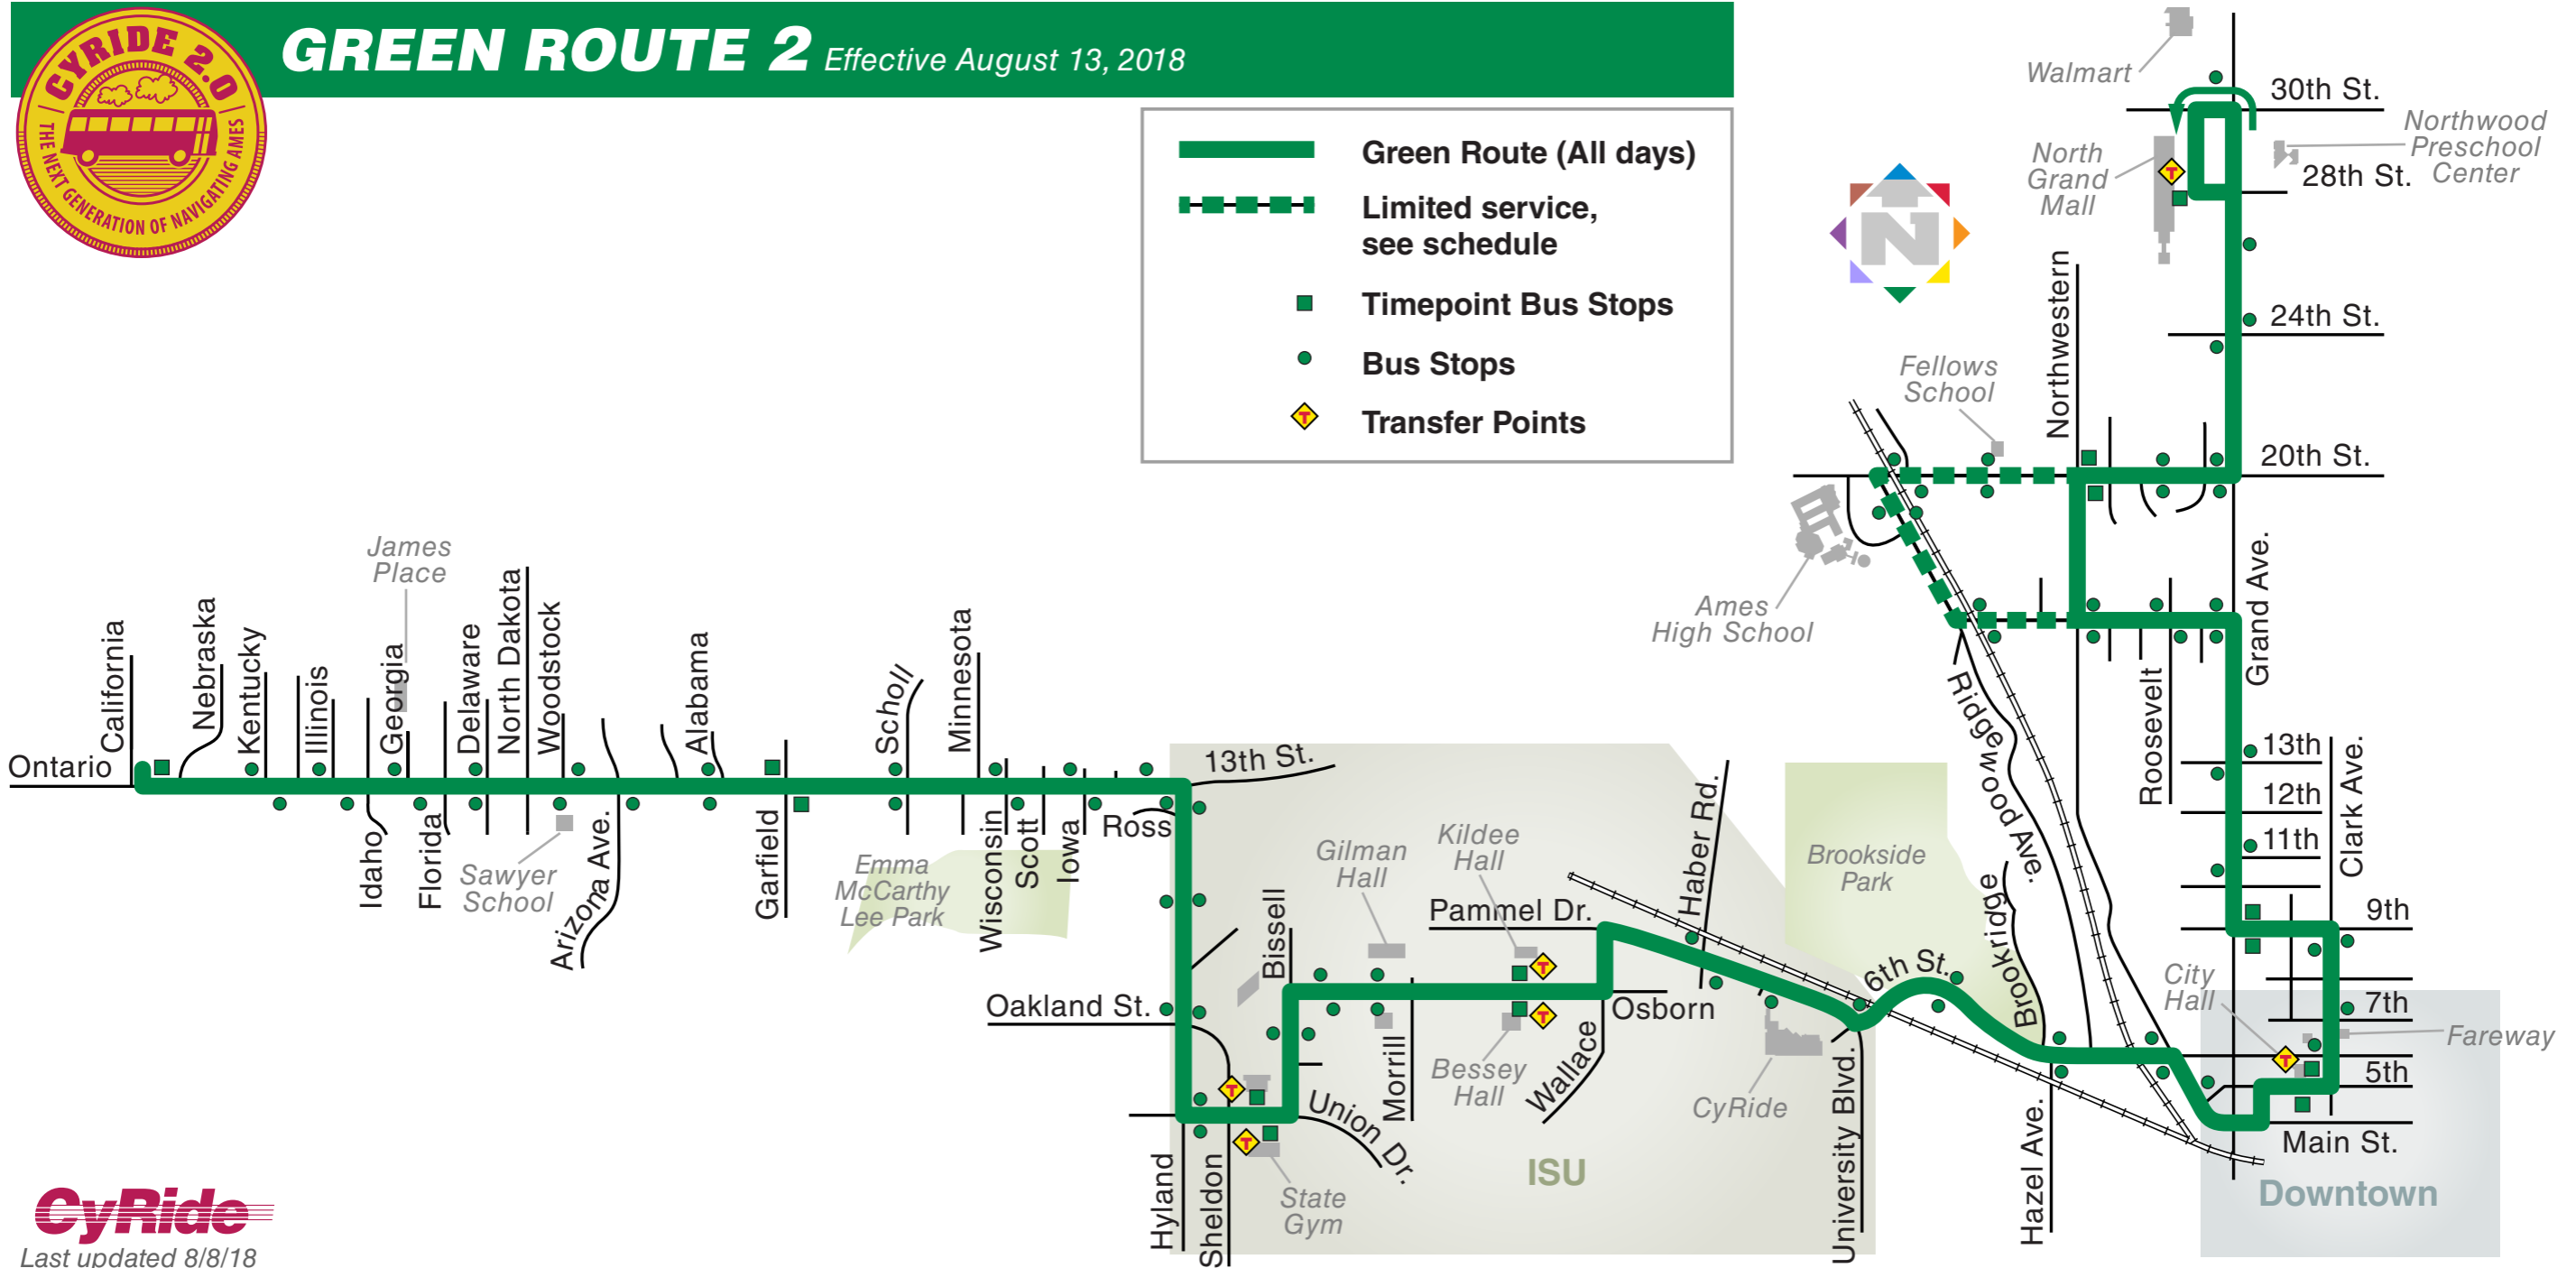 CYRIDE 2.0
THE NEXT GENERATION OF NAVIGATING AMES
GREEN ROUTE 2 Effective August 13, 2018
Green Route (All days)
Limited service,
see schedule
Timepoint Bus Stops
Bus Stops
T
Transfer Points
N
Walmart
30th St.
Northwood
Preschool
Center
North
Grand
Mall
T
28th St.
Northwestern
24th St.
Fellows
School
20th St.
Ames
High School
Grand Ave.
Ridgewood Ave.
Roosevelt
13th
12th
11th
Clark Ave.
9th
City
Hall
7th
Fareway
T
5th
Main St.
Downtown
James
Place
California
Nebraska
Kentucky
Illinois
Georgia
Delaware
North Dakota
Woodstock
Alabama
Scholl
Minnesota
Ontario
Idaho
Florida
Sawyer
School
Arizona Ave.
Garfield
Emma
McCarthy
Lee Park
Wisconsin
Scott
Iowa
Ross
13th St.
Oakland St.
Bissell
Gilman
Hall
Kildee
Hall
Pammel Dr.
Haber Rd.
Brookside
Park
Brookridge
6th St.
T
T
Osborn
Morrill
Bessey
Hall
Wallace
CyRide
University Blvd.
Hazel Ave.
T
T
Union Dr.
Hyland
Sheldon
State
Gym
ISU
CyRide
Last updated 8/8/18